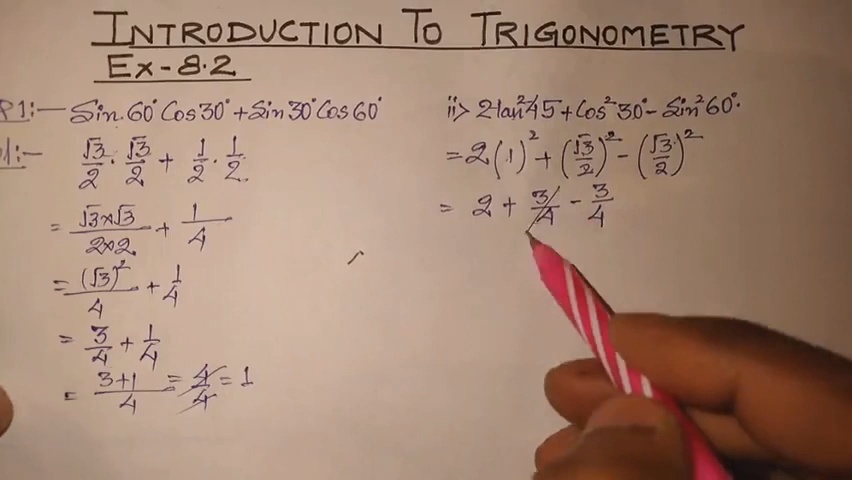 INTRODUCTION TO TRIGONOMETRY
Ex-8.2
P1:- Sin 60° Cos 30° + Sin 30° Cos 60°
l:- √3/2 · √3/2 + 1/2 · 1/2
= √3×√3/2×2 + 1/4
= (√3)²/4 + 1/4
= 3/4 + 1/4
= 3+1/4 = 4/4 = 1
ii> 2tan²45 + Cos²30° - Sin²60°.
= 2(1)² + (√3/2)² - (√3/2)²
= 2 + 3/4 - 3/4